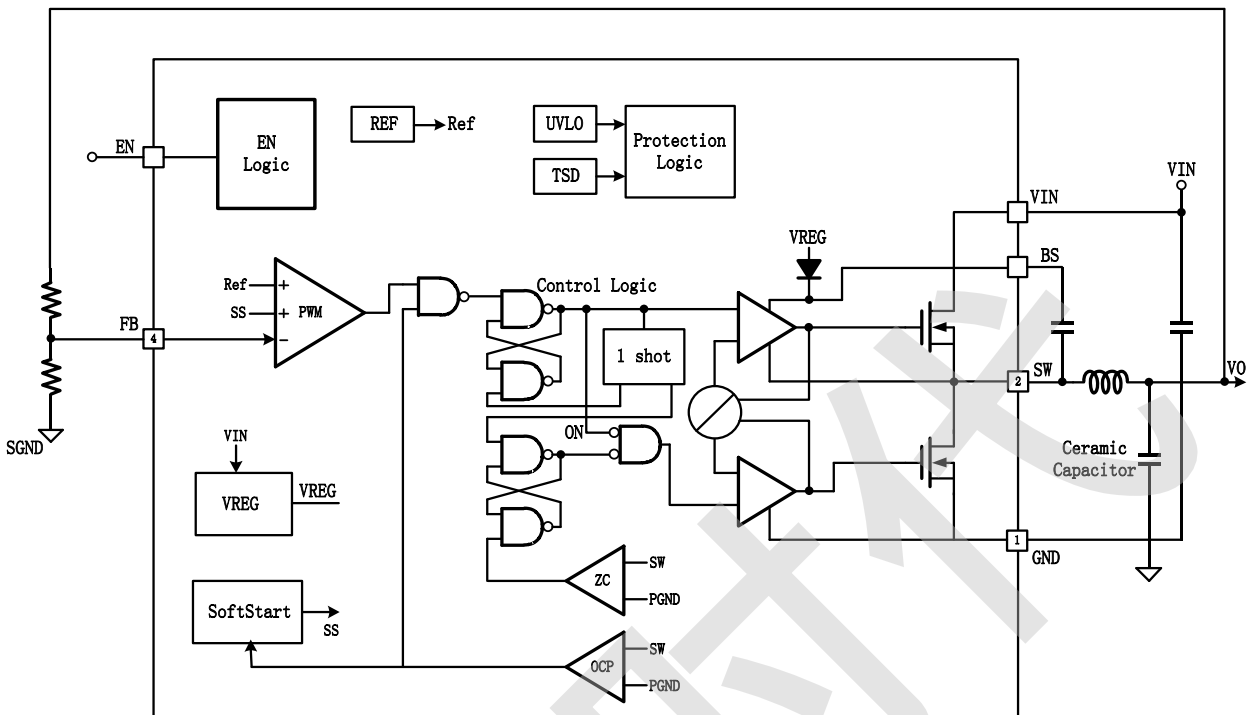 EN
EN
Logic
REF
Ref
UVLO
TSD
Protection
Logic
VIN
VIN
BS
VREG
Control Logic
Ref
SS
PWM
+
+
-
FB
4
1 shot
SW
2
VO
SGND
ON
Ceramic
Capacitor
VIN
VREG
VREG
1
GND
ZC
SW
PGND
SoftStart
SS
OCP
SW
PGND
时代